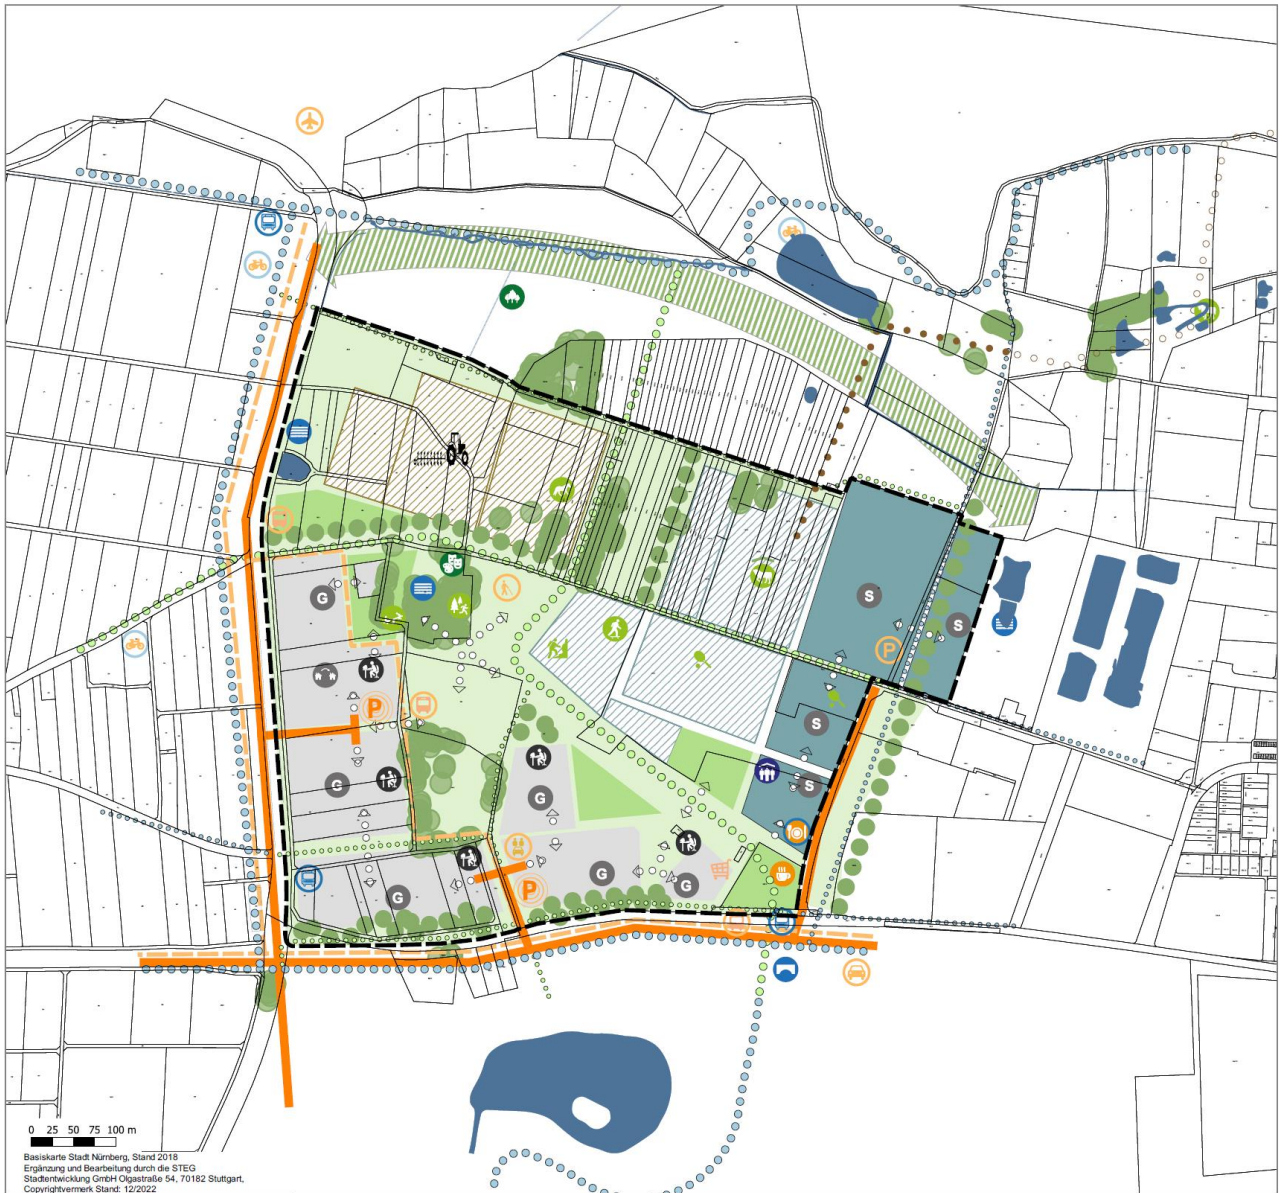 G
S
S
P
P
S
G
G
S
G
P
G
G
G
0 25 50 75 100 m
Basiskarte Stadt Nürnberg, Stand 2018
Ergänzung und Bearbeitung durch die STEG
Stadtentwicklung GmbH Olgastraße 54, 70182 Stuttgart,
Copyrightvermerk Stand: 12/2022